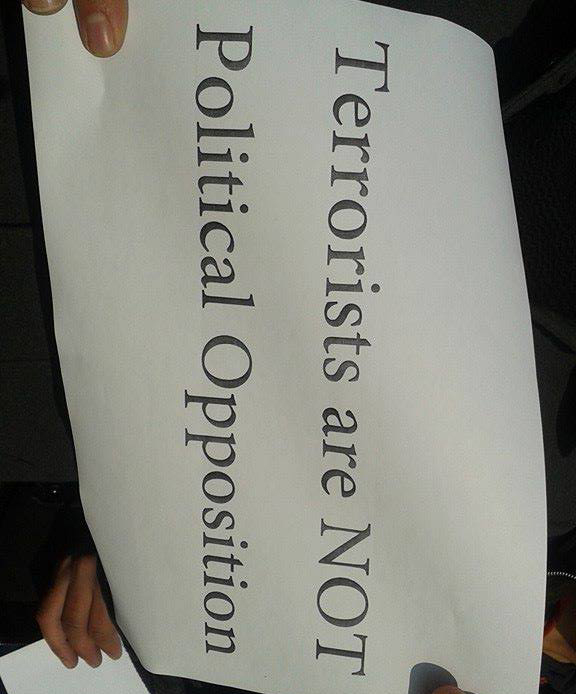 Terrorists are NOT
Political Opposition